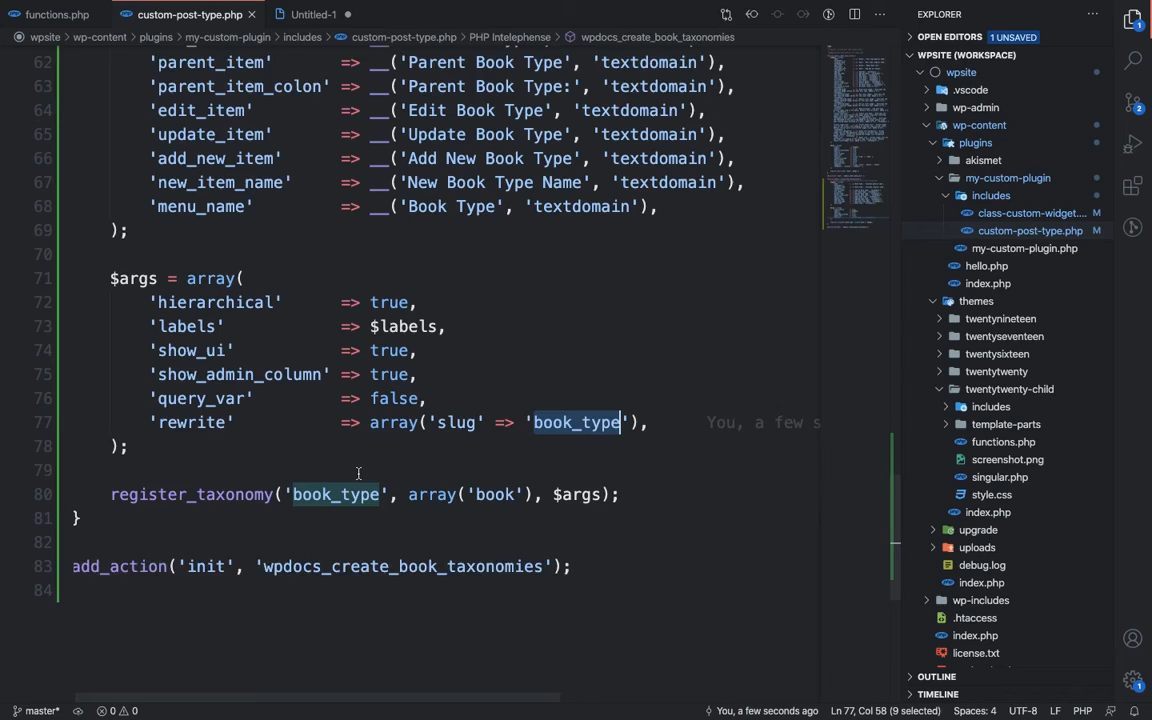 functions.php
custom-post-type.php
Untitled-1
EXPLORER
wpsite > wp-content > plugins > my-custom-plugin > includes > custom-post-type.php > PHP Intelephense > wpdocs_create_book_taxonomies
OPEN EDITORS 1 UNSAVED
WPSITE (WORKSPACE)
62 'parent_item' => __('Parent Book Type', 'textdomain'),
63 'parent_item_colon' => __('Parent Book Type:', 'textdomain'),
64 'edit_item' => __('Edit Book Type', 'textdomain'),
65 'update_item' => __('Update Book Type', 'textdomain'),
66 'add_new_item' => __('Add New Book Type', 'textdomain'),
67 'new_item_name' => __('New Book Type Name', 'textdomain'),
68 'menu_name' => __('Book Type', 'textdomain'),
69 );
70
71 $args = array(
72 'hierarchical' => true,
73 'labels' => $labels,
74 'show_ui' => true,
75 'show_admin_column' => true,
76 'query_var' => false,
77 'rewrite' => array('slug' => 'book_type'), You, a few s
78 );
79
80 register_taxonomy('book_type', array('book'), $args);
81 }
82
83 add_action('init', 'wpdocs_create_book_taxonomies');
84
wpsite
.vscode
wp-admin
wp-content
plugins
akismet
my-custom-plugin
includes
class-custom-widget.... M
custom-post-type.php M
my-custom-plugin.php
hello.php
index.php
themes
twentynineteen
twentyseventeen
twentysixteen
twentytwenty
twentytwenty-child
includes
template-parts
functions.php
screenshot.png
singular.php
style.css
index.php
upgrade
uploads
debug.log
index.php
wp-includes
.htaccess
index.php
license.txt
OUTLINE
TIMELINE
2
1
master* 0 0 You, a few seconds ago Ln 77, Col 58 (9 selected) Spaces: 4 UTF-8 LF PHP